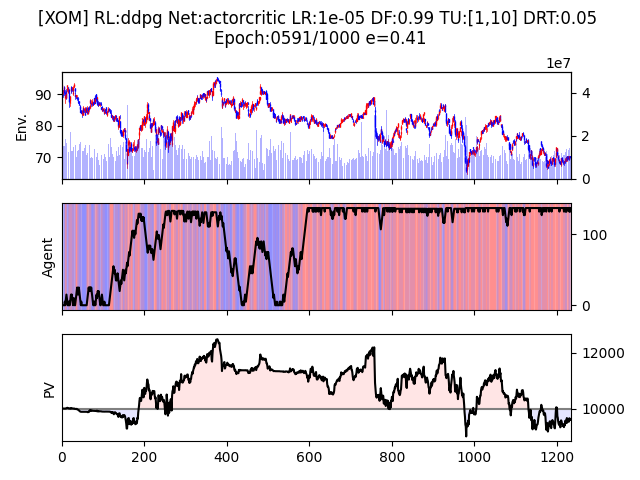 [XOM] RL:ddpg Net:actorcritic LR:1e-05 DF:0.99 TU:[1,10] DRT:0.05
Epoch:0591/1000 e=0.41
1e7
Env.
90
80
70
4
2
0
Agent
100
0
PV
12000
10000
0
200
400
600
800
1000
1200